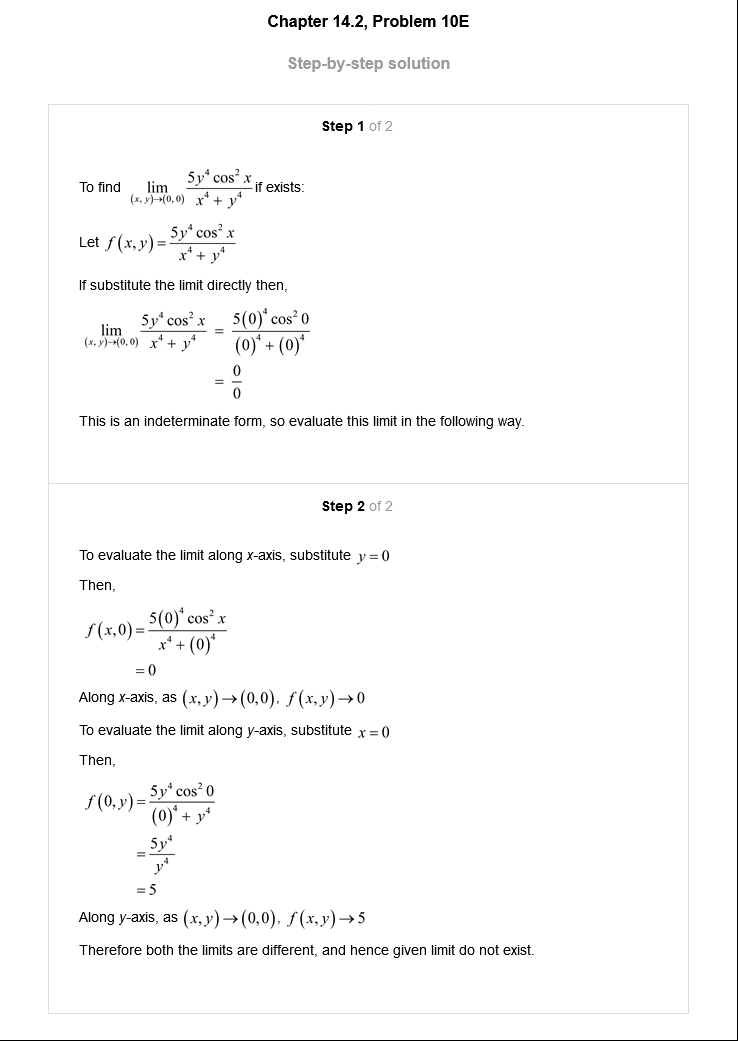 Chapter 14.2, Problem 10E
Step-by-step solution
Step 1 of 2
To find lim_{(x, y)→(0, 0)} \frac{5y^4 cos^2 x}{x^4 + y^4} if exists:
Let f(x, y) = \frac{5y^4 cos^2 x}{x^4 + y^4}
If substitute the limit directly then,
lim_{(x, y)→(0, 0)} \frac{5y^4 cos^2 x}{x^4 + y^4} = \frac{5(0)^4 cos^2 0}{(0)^4 + (0)^4}
= \frac{0}{0}
This is an indeterminate form, so evaluate this limit in the following way.
Step 2 of 2
To evaluate the limit along x-axis, substitute y = 0
Then,
f(x, 0) = \frac{5(0)^4 cos^2 x}{x^4 + (0)^4}
= 0
Along x-axis, as (x, y) → (0, 0), f(x, y) → 0
To evaluate the limit along y-axis, substitute x = 0
Then,
f(0, y) = \frac{5y^4 cos^2 0}{(0)^4 + y^4}
= \frac{5y^4}{y^4}
= 5
Along y-axis, as (x, y) → (0, 0), f(x, y) → 5
Therefore both the limits are different, and hence given limit do not exist.